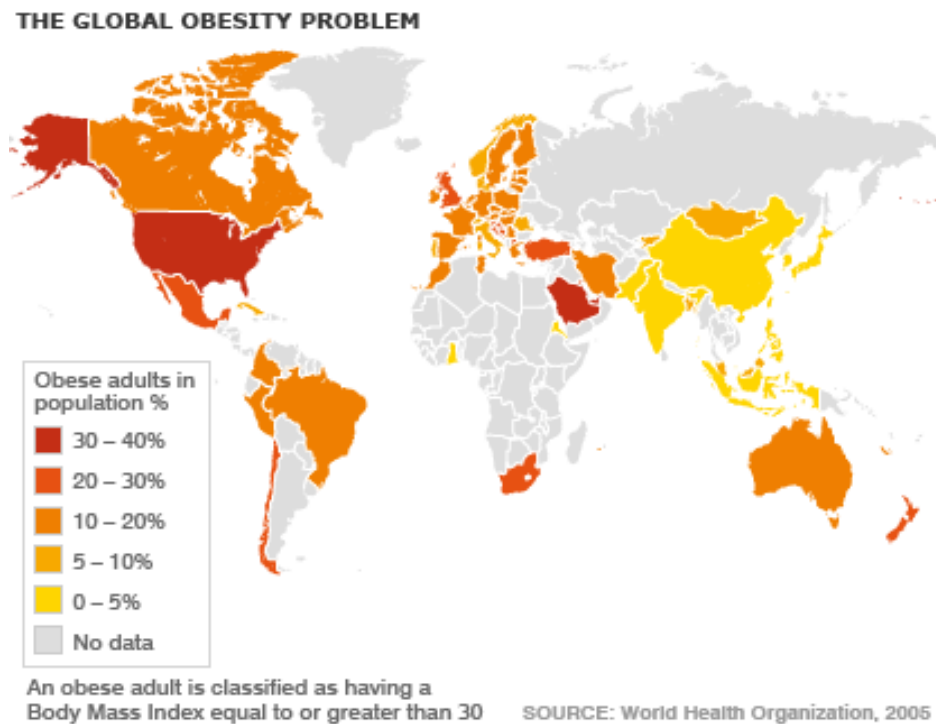 THE GLOBAL OBESITY PROBLEM
Obese adults in
population %
30 – 40%
20 – 30%
10 – 20%
5 – 10%
0 – 5%
No data
An obese adult is classified as having a
Body Mass Index equal to or greater than 30
SOURCE: World Health Organization, 2005